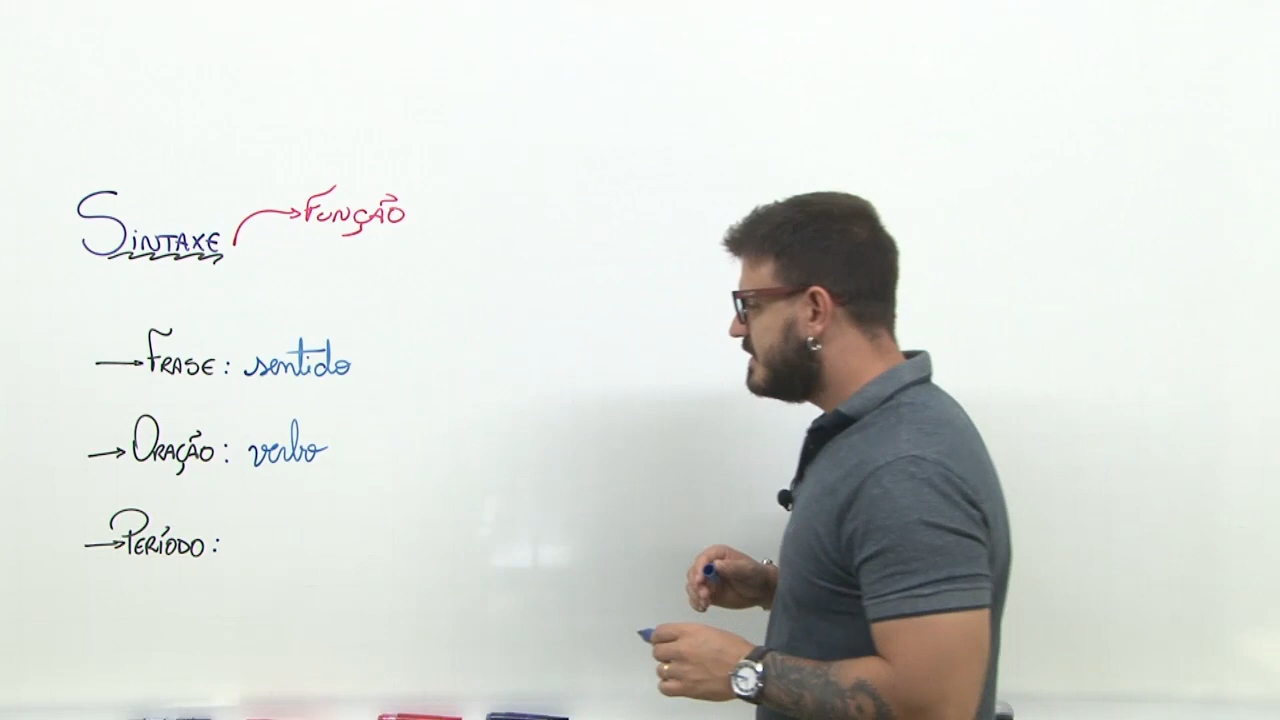 SINTAXE → FUNÇÃO
→ FRASE: sentido
→ ORAÇÃO: verbo
→ PERÍODO: